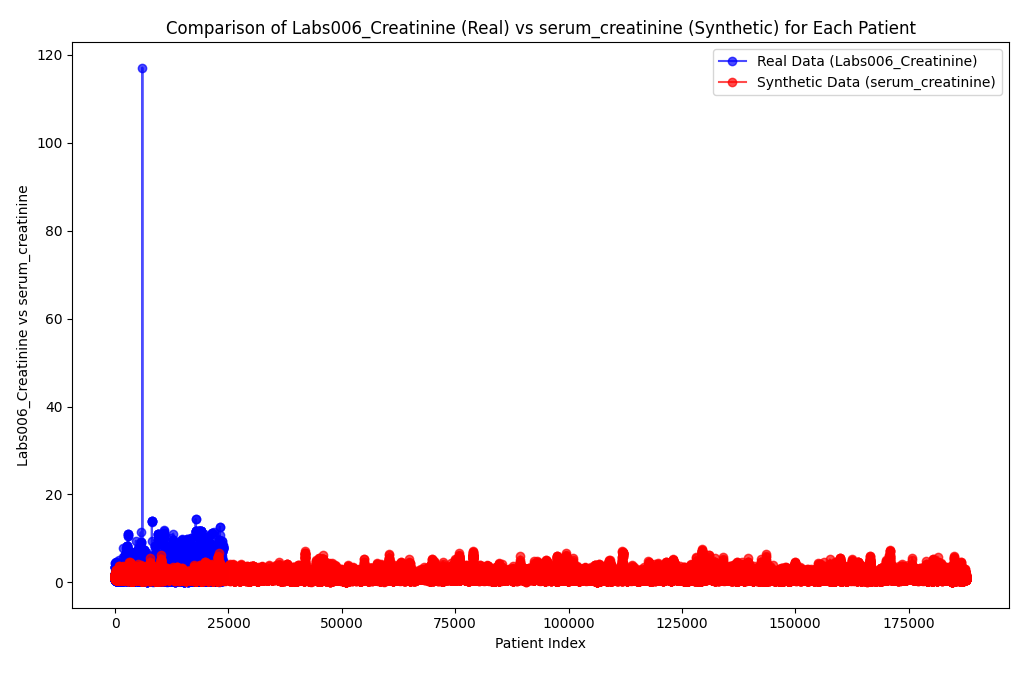 Comparison of Labs006_Creatinine (Real) vs serum_creatinine (Synthetic) for Each Patient
Real Data (Labs006_Creatinine)
Synthetic Data (serum_creatinine)
Labs006_Creatinine vs serum_creatinine
120
100
80
60
40
20
0
0 25000 50000 75000 100000 125000 150000 175000
Patient Index